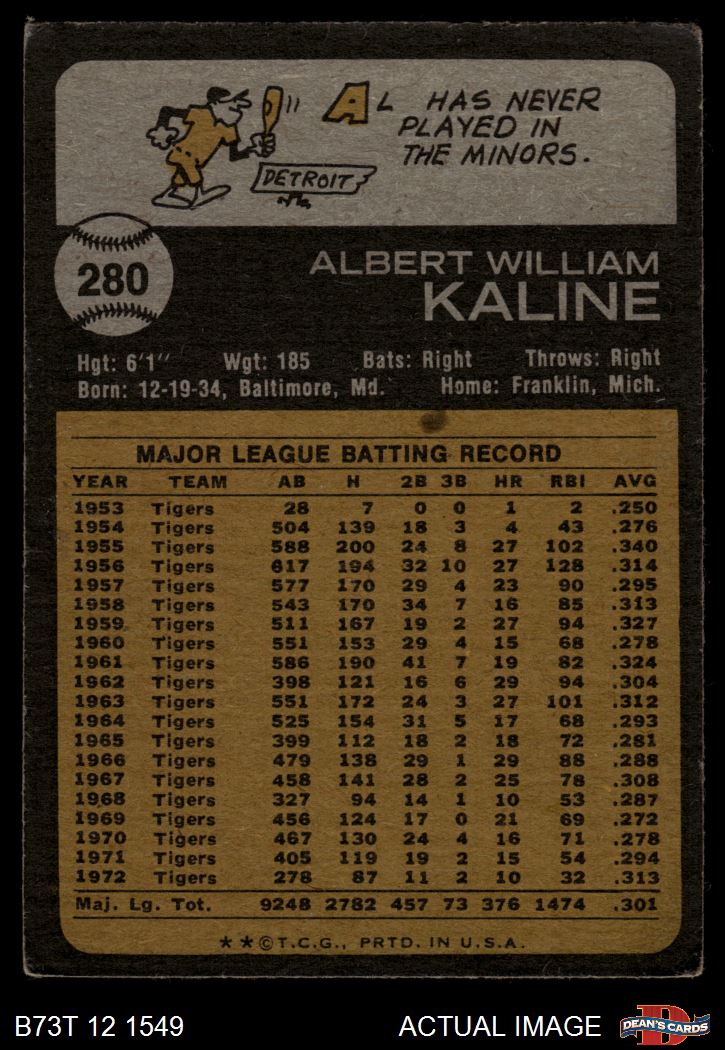 AL HAS NEVER
PLAYED IN
THE MINORS.
DETROIT
280
ALBERT WILLIAM
KALINE
Hgt: 6'1" Wgt: 185 Bats: Right Throws: Right
Born: 12-19-34, Baltimore, Md. Home: Franklin, Mich.
MAJOR LEAGUE BATTING RECORD
YEAR TEAM AB H 2B 3B HR RBI AVG
1953 Tigers 28 7 0 0 1 2 .250
1954 Tigers 504 139 18 3 4 43 .276
1955 Tigers 588 200 24 8 27 102 .340
1956 Tigers 617 194 32 10 27 128 .314
1957 Tigers 577 170 29 4 23 90 .295
1958 Tigers 543 170 34 7 16 85 .313
1959 Tigers 511 167 19 2 27 94 .327
1960 Tigers 551 153 29 4 15 68 .278
1961 Tigers 586 190 41 7 19 82 .324
1962 Tigers 398 121 16 6 29 94 .304
1963 Tigers 551 172 24 3 27 101 .312
1964 Tigers 525 154 31 5 17 68 .293
1965 Tigers 399 112 18 2 18 72 .281
1966 Tigers 479 138 29 1 29 88 .288
1967 Tigers 458 141 28 2 25 78 .308
1968 Tigers 327 94 14 1 10 53 .287
1969 Tigers 456 124 17 0 21 69 .272
1970 Tigers 467 130 24 4 16 71 .278
1971 Tigers 405 119 19 2 15 54 .294
1972 Tigers 278 87 11 2 10 32 .313
Maj. Lg. Tot. 9248 2782 457 73 376 1474 .301
★★©T.C.G., PRTD. IN U.S.A.
B73T 12 1549 ACTUAL IMAGE D DEAN'S CARDS